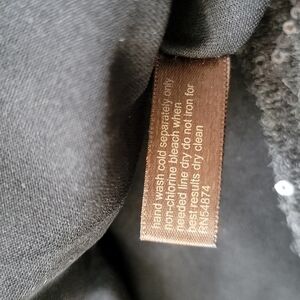 hand wash cold separately only
non-chlorine bleach when
needed line dry do not iron for
best results dry clean
RN54874